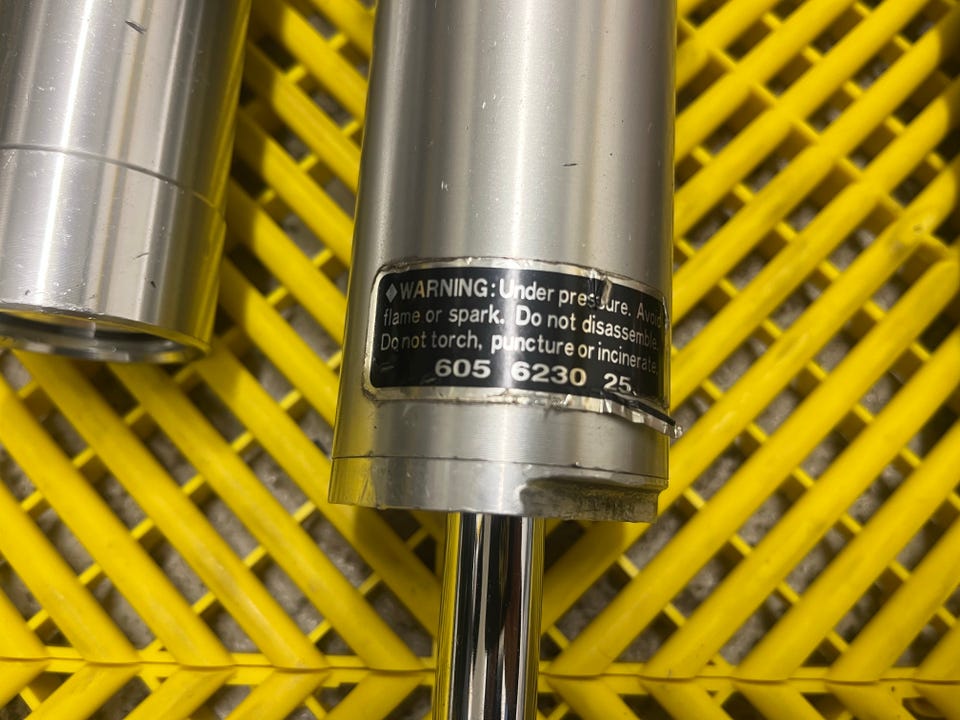 ◆WARNING: Under pressure. Avoid
flame or spark. Do not disassemble.
Do not torch, puncture or incinerate.
605 6230 25.